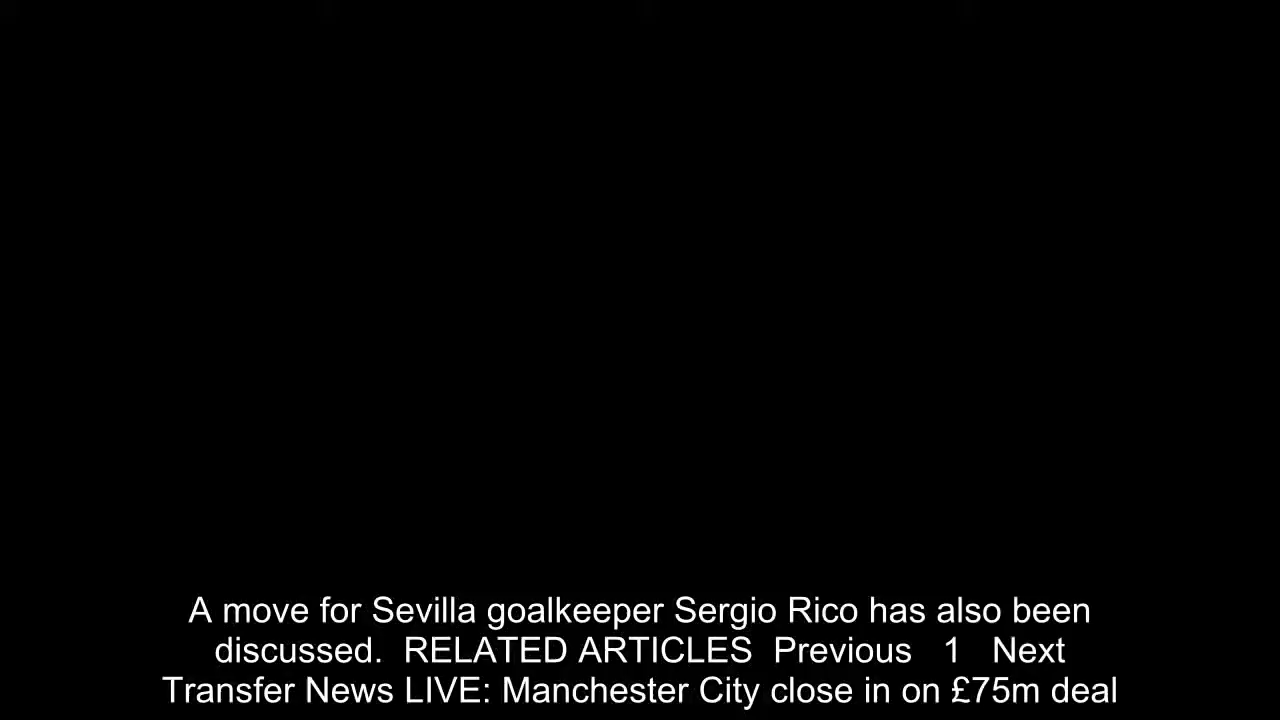 A move for Sevilla goalkeeper Sergio Rico has also been
discussed.  RELATED ARTICLES  Previous   1   Next
Transfer News LIVE: Manchester City close in on £75m deal